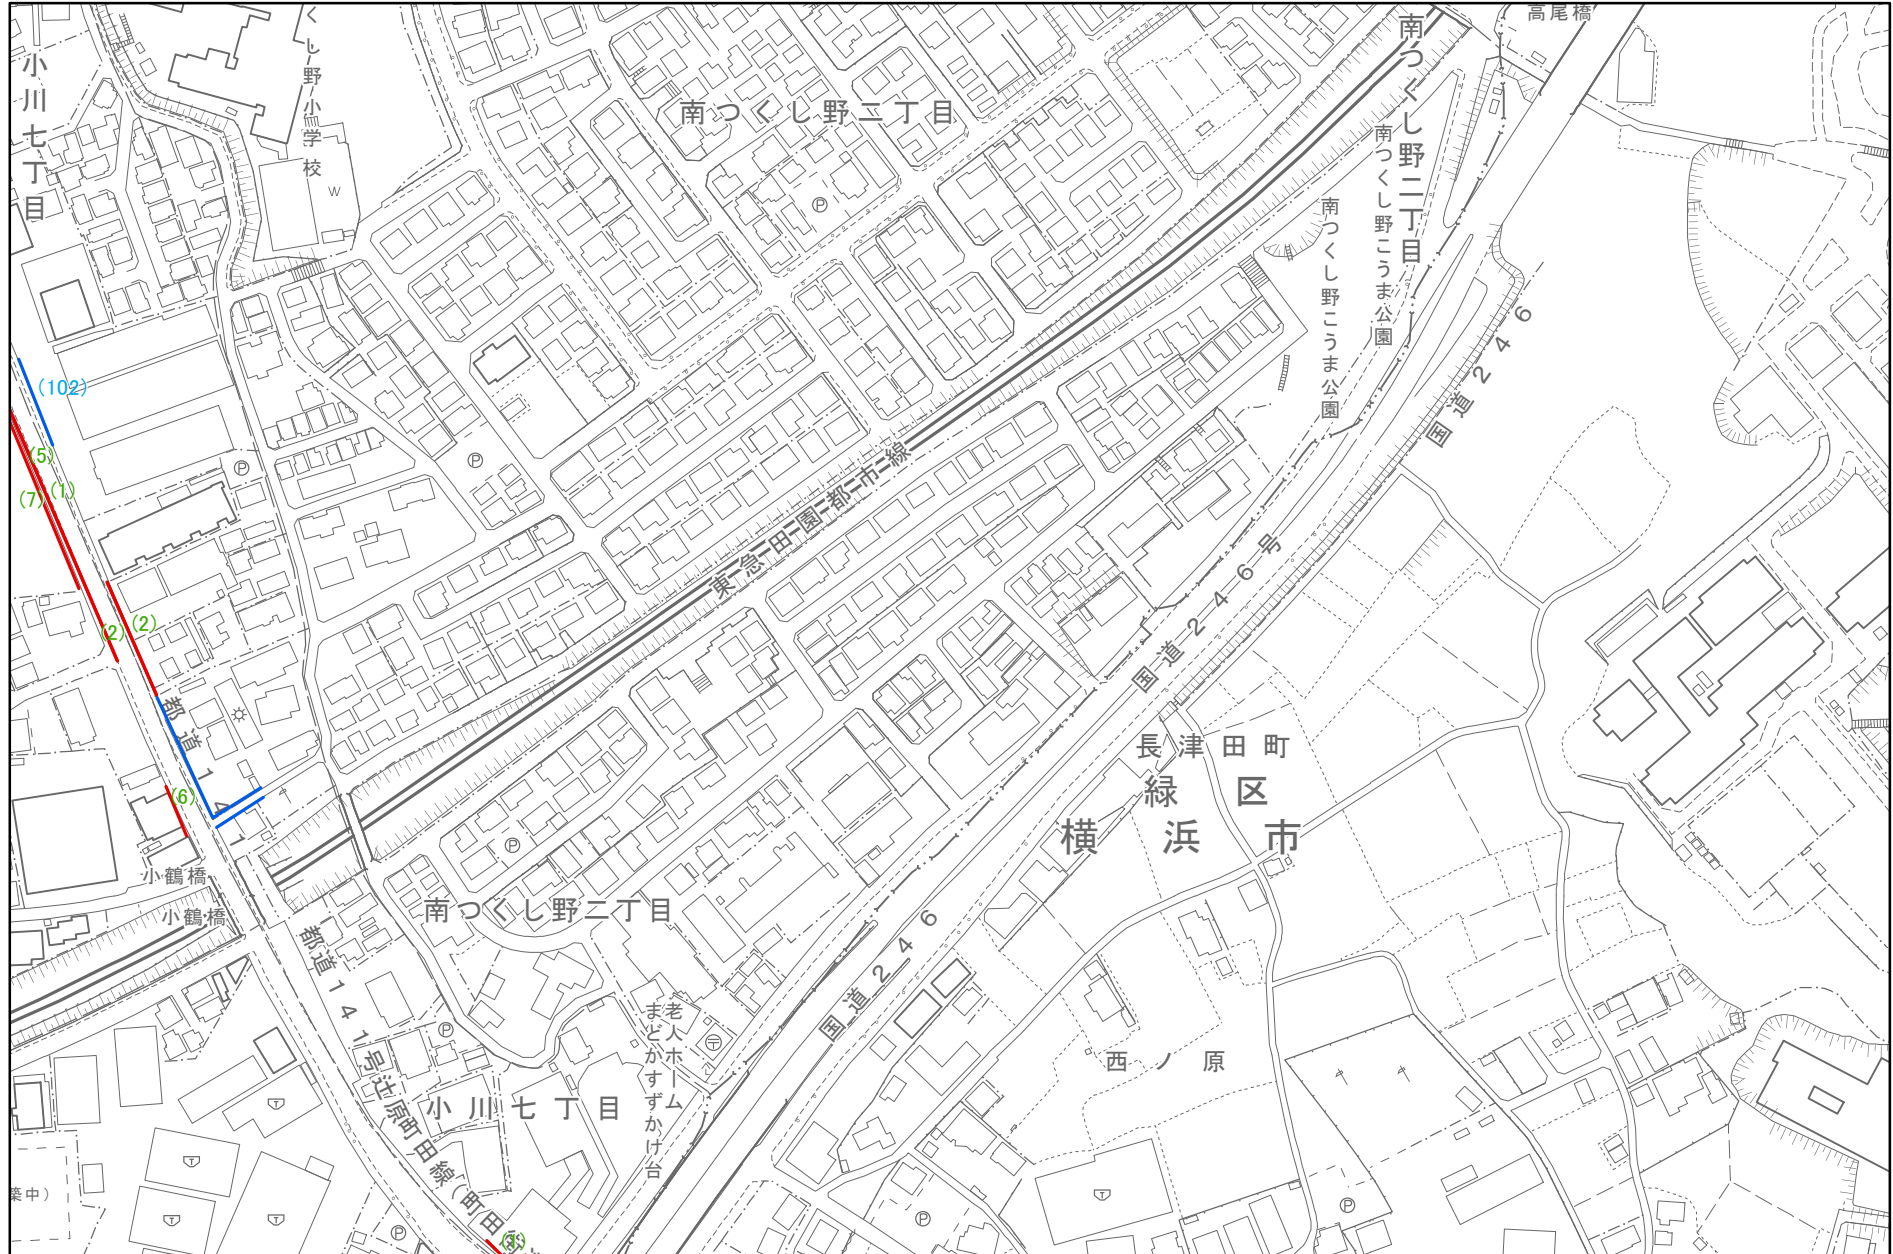 高尾橋
小川七丁目
くし野小学校
南つくし野二丁目
南つくし野二丁目
南つくし野こうま公園
南つくし野こうま公園
W
P
国道246
(102)
(5)
(1)
(7)
P
P
東急田園都市線
国道246号
(2)
(2)
都道141
長津田町
緑区
横浜市
(6)
小鶴橋
小鶴橋
P
南つくし野二丁目
国道246
都道141号辻原町田線(町田
老人ホーム
まどかすずかけ台
西ノ原
P
小川七丁目
T
T
T
T
T
築中)
P
P
P
(1)